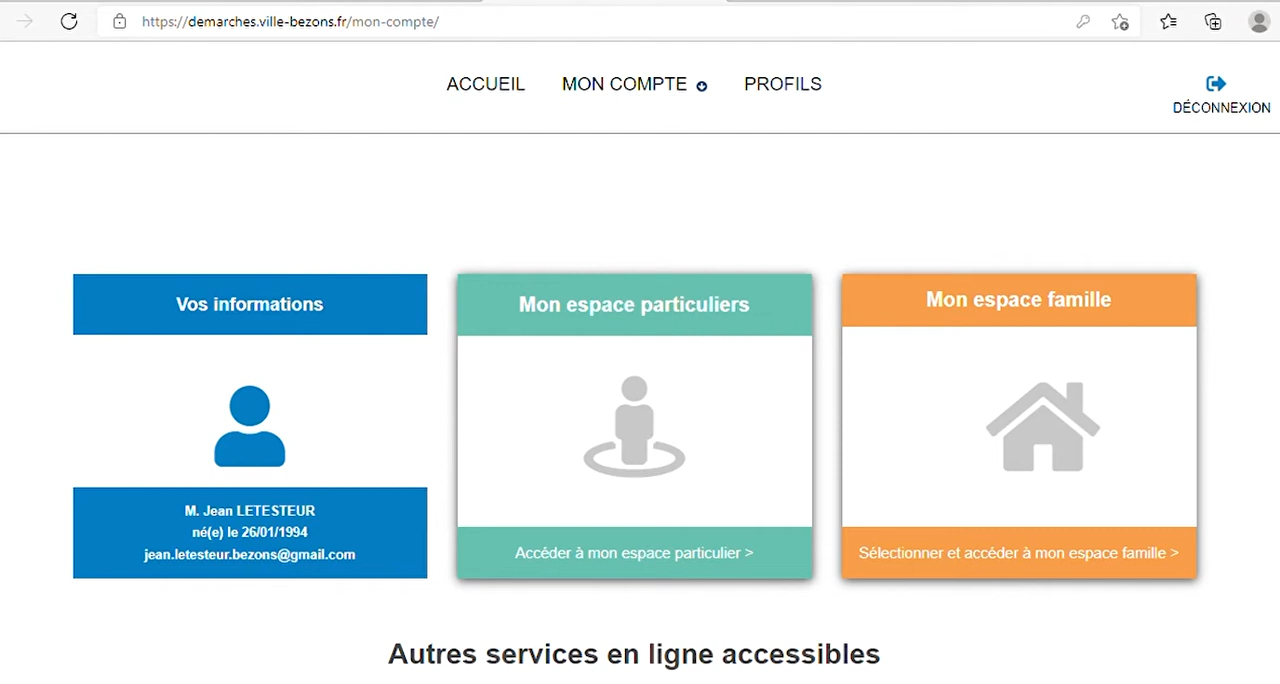 https://demarches.ville-bezons.fr/mon-compte/
ACCUEIL MON COMPTE PROFILS
DÉCONNEXION
Vos informations
M. Jean LETESTEUR
né(e) le 26/01/1994
jean.letesteur.bezons@gmail.com
Mon espace particuliers
Accéder à mon espace particulier >
Mon espace famille
Sélectionner et accéder à mon espace famille >
Autres services en ligne accessibles